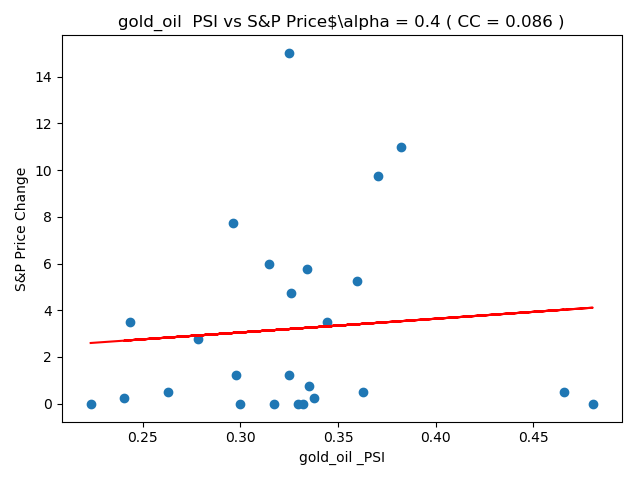 gold_oil  PSI vs S&P Price$\alpha = 0.4 ( CC = 0.086 )
14
12
10
8
6
4
2
0
S&P Price Change
0.25 0.30 0.35 0.40 0.45
gold_oil _PSI